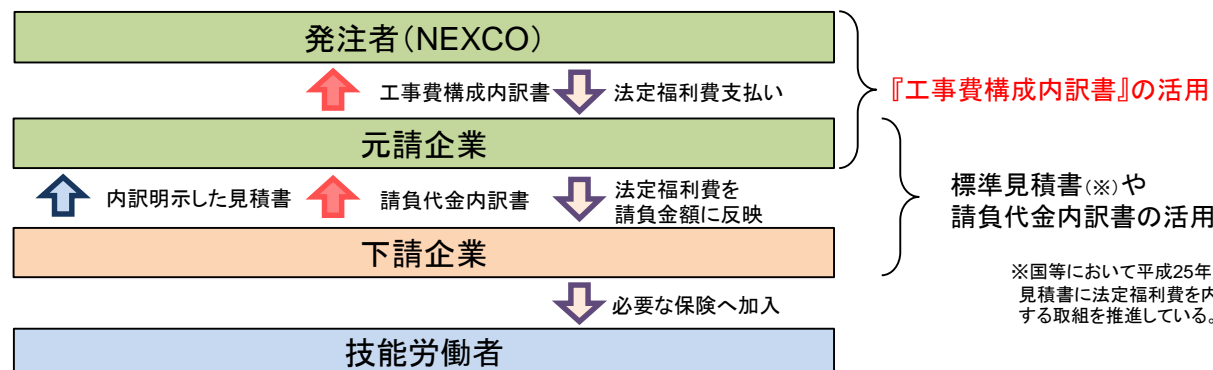 発注者（NEXCO）
工事費構成内訳書
法定福利費支払い
『工事費構成内訳書』の活用
元請企業
内訳明示した見積書
請負代金内訳書
法定福利費を
請負金額に反映
標準見積書(※)や
請負代金内訳書の活用
下請企業
※国等において平成25年
見積書に法定福利費を内
する取組を推進している。
必要な保険へ加入
技能労働者